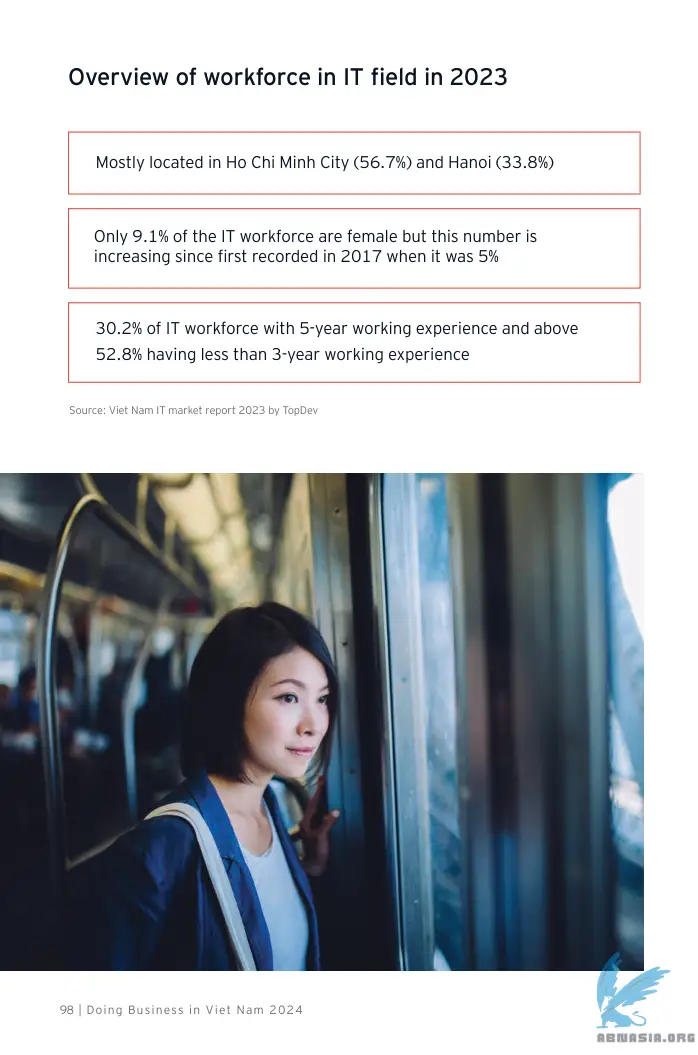 Overview of workforce in IT field in 2023
Mostly located in Ho Chi Minh City (56.7%) and Hanoi (33.8%)
Only 9.1% of the IT workforce are female but this number is
increasing since first recorded in 2017 when it was 5%
30.2% of IT workforce with 5-year working experience and above
52.8% having less than 3-year working experience
Source: Viet Nam IT market report 2023 by TopDev
98 | Doing Business in Viet Nam 2024
ABNASIA.ORG